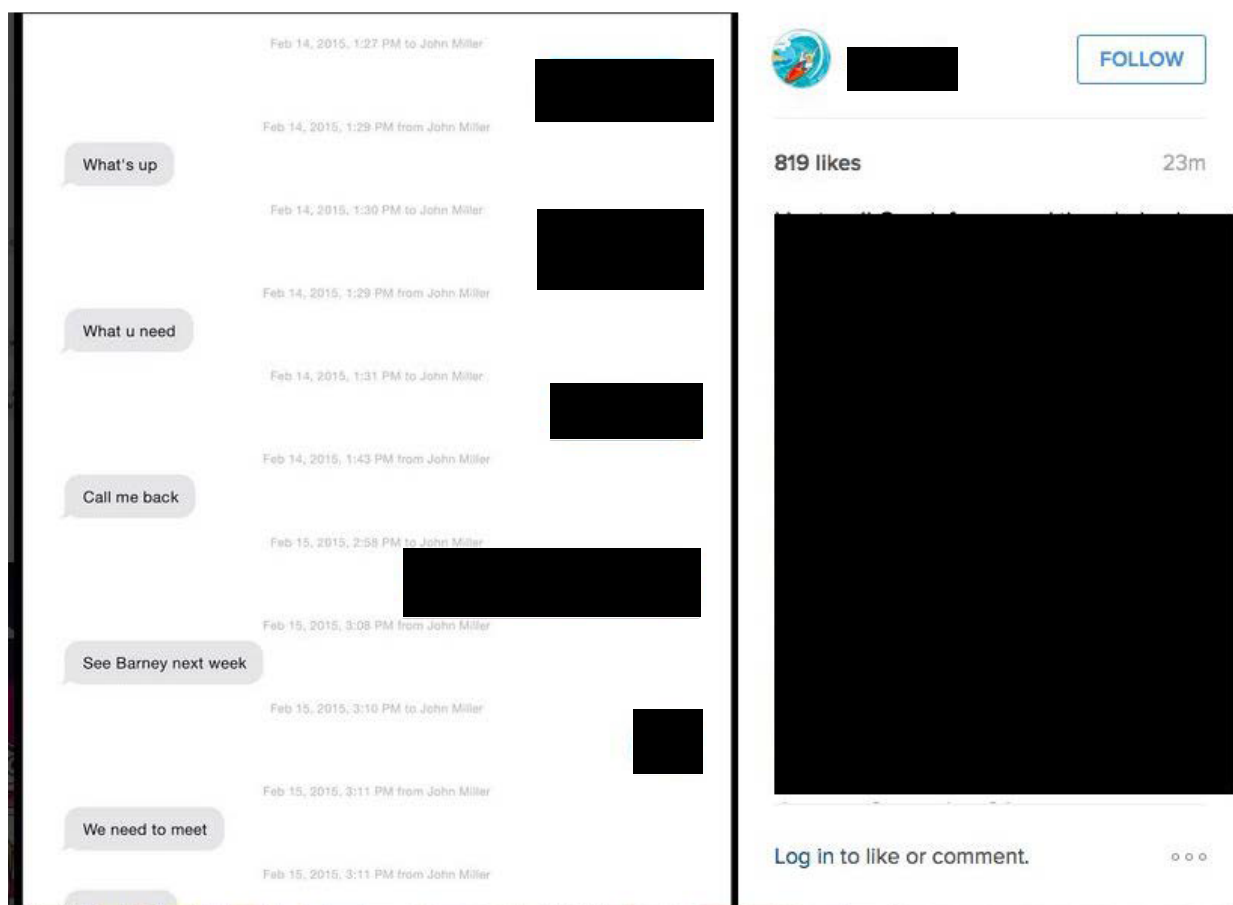 Feb 14, 2015, 1:27 PM to John Miller
Feb 14, 2015, 1:29 PM from John Miller
What's up
Feb 14, 2015, 1:30 PM to John Miller
Feb 14, 2015, 1:29 PM from John Miller
What u need
Feb 14, 2015, 1:31 PM to John Miller
Feb 14, 2015, 1:43 PM from John Miller
Call me back
Feb 15, 2015, 2:58 PM to John Miller
Feb 15, 2015, 3:08 PM from John Miller
See Barney next week
Feb 15, 2015, 3:10 PM to John Miller
Feb 15, 2015, 3:11 PM from John Miller
We need to meet
Feb 15, 2015, 3:11 PM from John Miller
FOLLOW
819 likes
23m
Log in to like or comment.